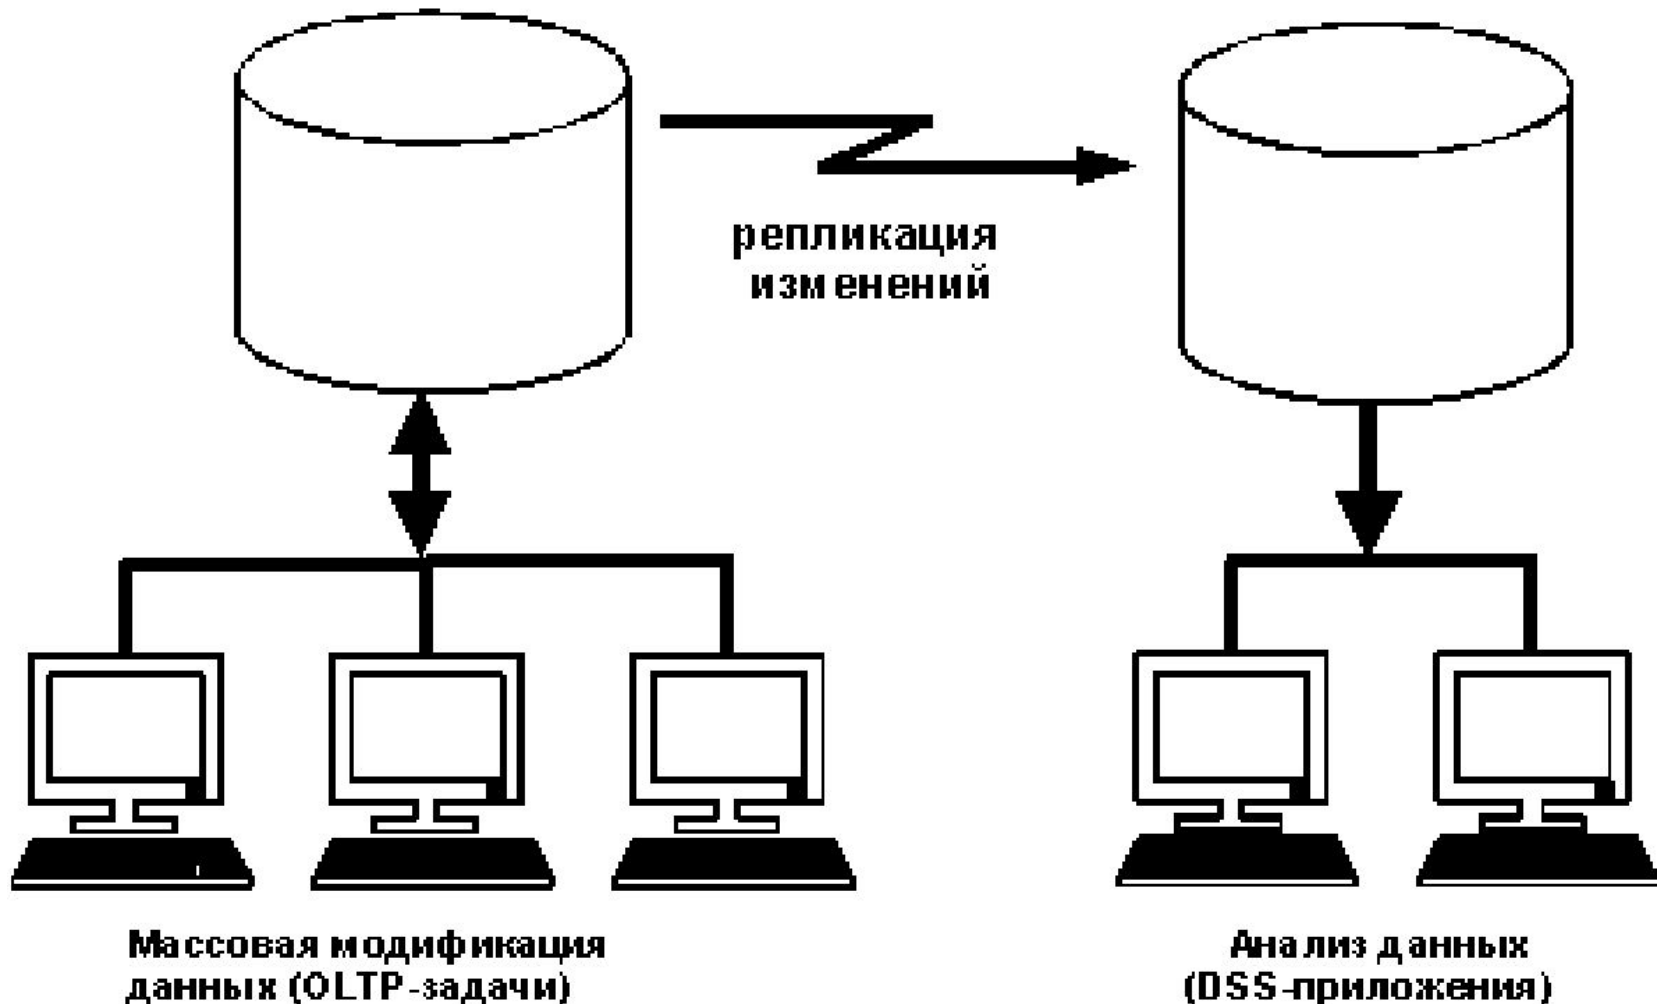 репликация
изменений
Массовая модификация
данных (OLTP-задачи)
Анализ данных
(DSS-приложения)